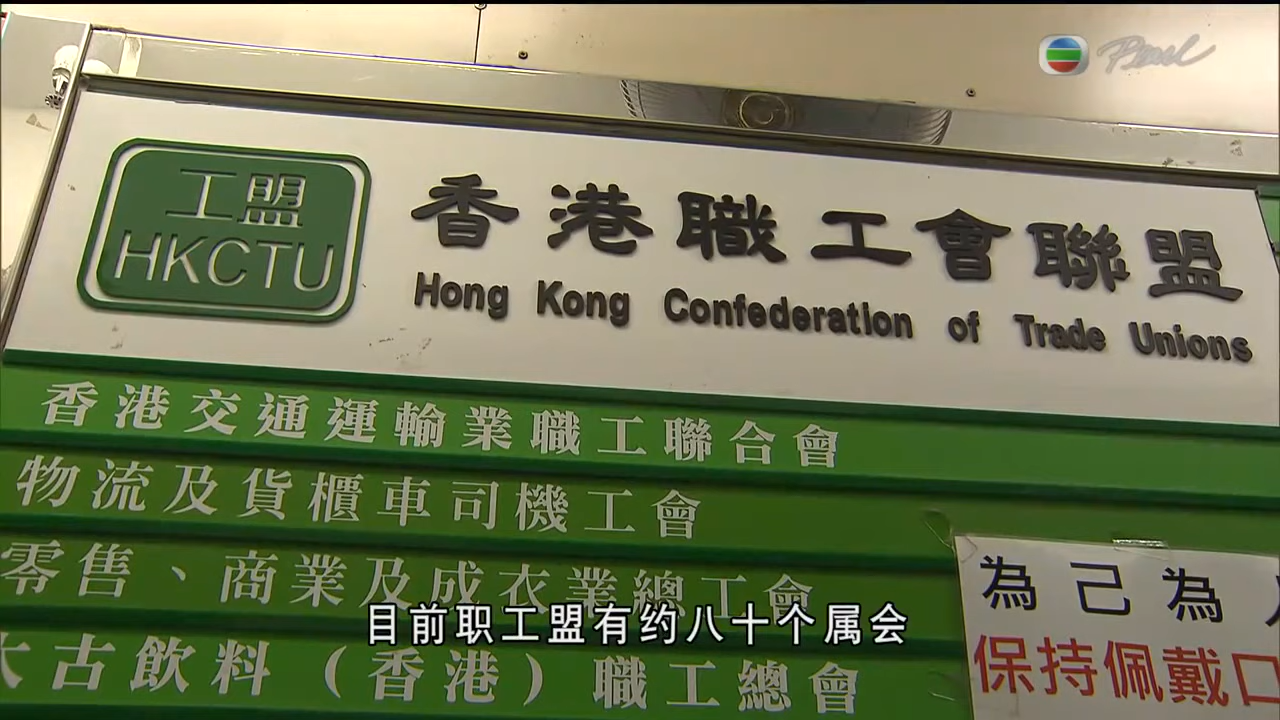 Pearl
工盟
HKCTU
香港職工會聯盟
Hong Kong Confederation of Trade Unions
香港交通運輸業職工聯合會
物流及貨櫃車司機工會
零售、商業及成衣業總工會
太古飲料（香港）職工總會
為己為
保持佩戴口
目前职工盟有约八十个属会